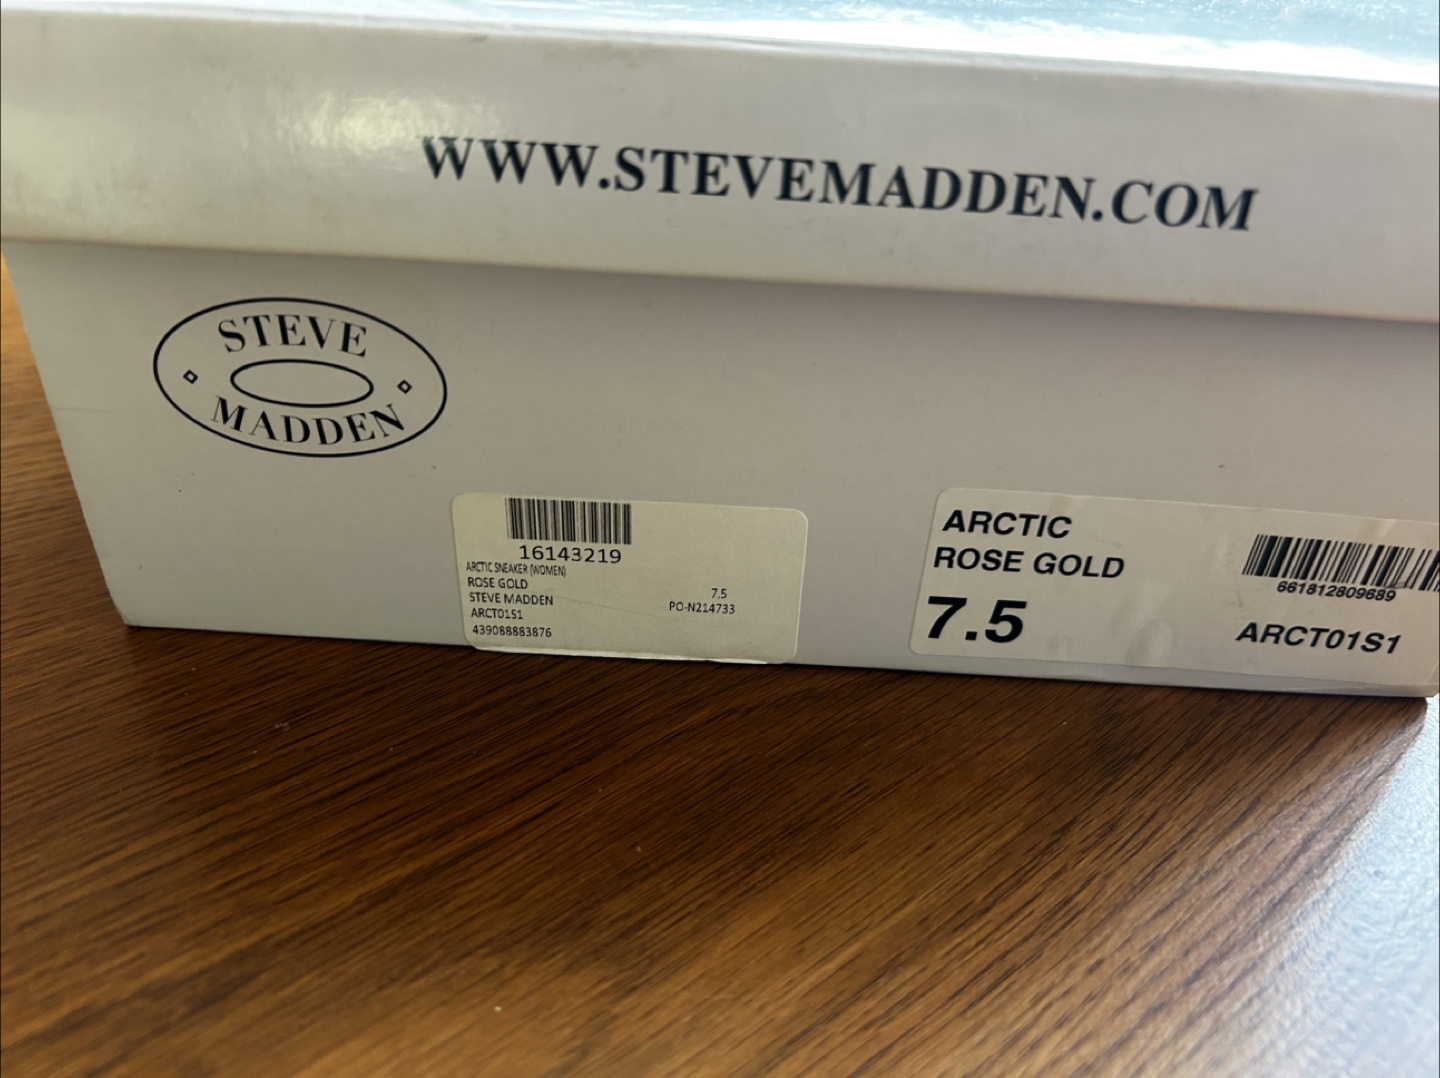 WWW.STEVEMADDEN.COM
STEVE
MADDEN
16143219
ARCTIC SNEAKER (WOMEN)
ROSE GOLD
7.5
STEVE MADDEN
PO-N214733
ARCT01S1
439088883876
ARCTIC
ROSE GOLD
661812809689
7.5
ARCT01S1